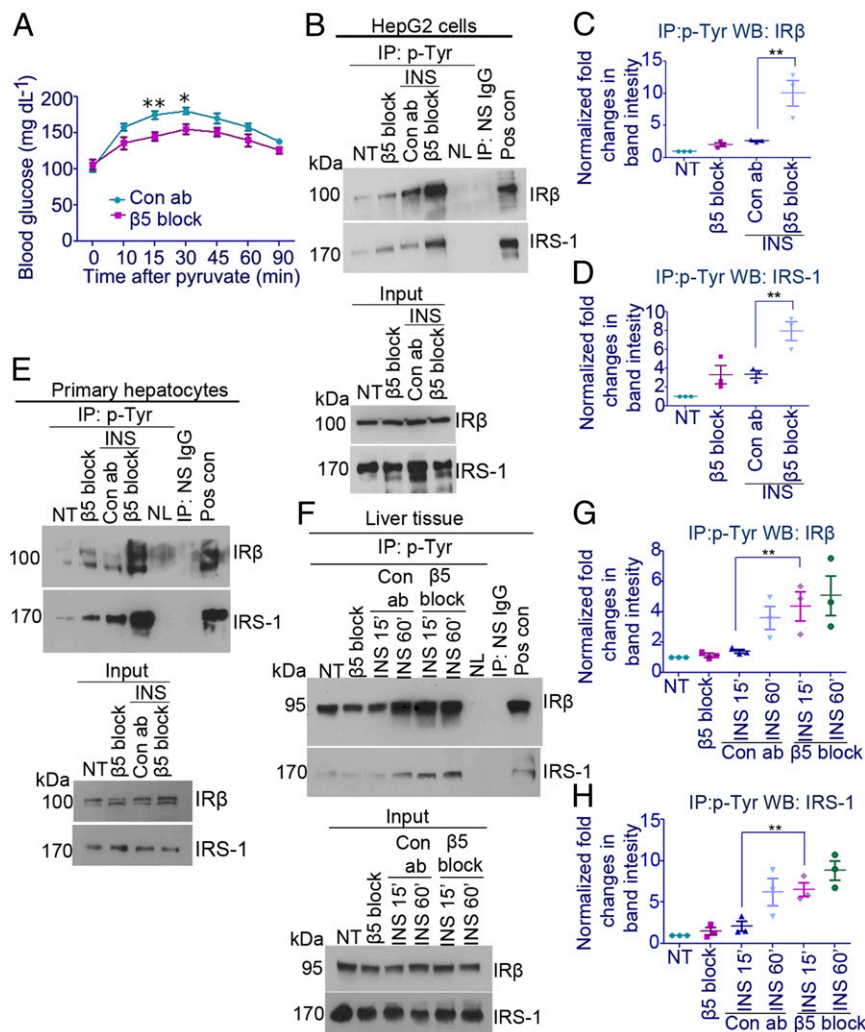 A
Blood glucose (mg dL-1)
200
150
100
50
0
**
*
Con ab
β5 block
0 10 15 30 45 60 90
Time after pyruvate (min)
B
HepG2 cells
IP: p-Tyr
INS
NT
β5 block
Con ab
β5 block
NL
IP: NS IgG
Pos con
kDa
100
IRβ
170
IRS-1
Input
INS
NT
β5 block
Con ab
β5 block
kDa
100
IRβ
170
IRS-1
C
IP:p-Tyr WB: IRβ
Normalized fold
changes in
band intesity
15
10
5
0
**
NT
β5 block
Con ab
β5 block
INS
D
IP:p-Tyr WB: IRS-1
Normalized fold
changes in
band intesity
10
8
6
4
2
0
**
NT
β5 block
Con ab
β5 block
INS
E
Primary hepatocytes
IP: p-Tyr
INS
NT
β5 block
Con ab
β5 block
NL
IP: NS IgG
Pos con
kDa
100
IRβ
170
IRS-1
Input
INS
NT
β5 block
Con ab
β5 block
kDa
100
IRβ
170
IRS-1
F
Liver tissue
IP: p-Tyr
Con
ab
β5
block
NT
β5 block
INS 15'
INS 60'
INS 15'
INS 60'
NL
IP: NS IgG
Pos con
kDa
95
IRβ
170
IRS-1
Input
Con
ab
β5
block
NT
β5 block
INS 15'
INS 60'
INS 15'
INS 60'
kDa
95
IRβ
170
IRS-1
G
IP:p-Tyr WB: IRβ
Normalized fold
changes in
band intesity
8
6
4
2
0
**
NT
β5 block
INS 15'
INS 60'
INS 15'
INS 60'
Con ab
β5 block
H
IP:p-Tyr WB: IRS-1
Normalized fold
changes in
band intesity
15
10
5
0
**
NT
β5 block
INS 15'
INS 60'
INS 15'
INS 60'
Con ab
β5 block